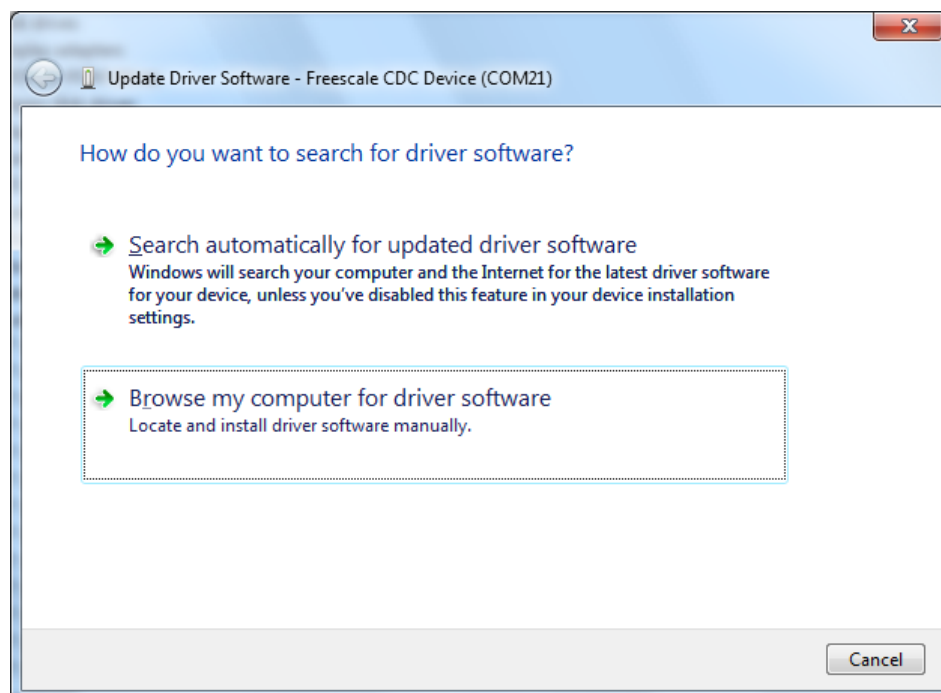 Update Driver Software - Freescale CDC Device (COM21)
How do you want to search for driver software?
Search automatically for updated driver software
Windows will search your computer and the Internet for the latest driver software
for your device, unless you've disabled this feature in your device installation
settings.
Browse my computer for driver software
Locate and install driver software manually.
Cancel